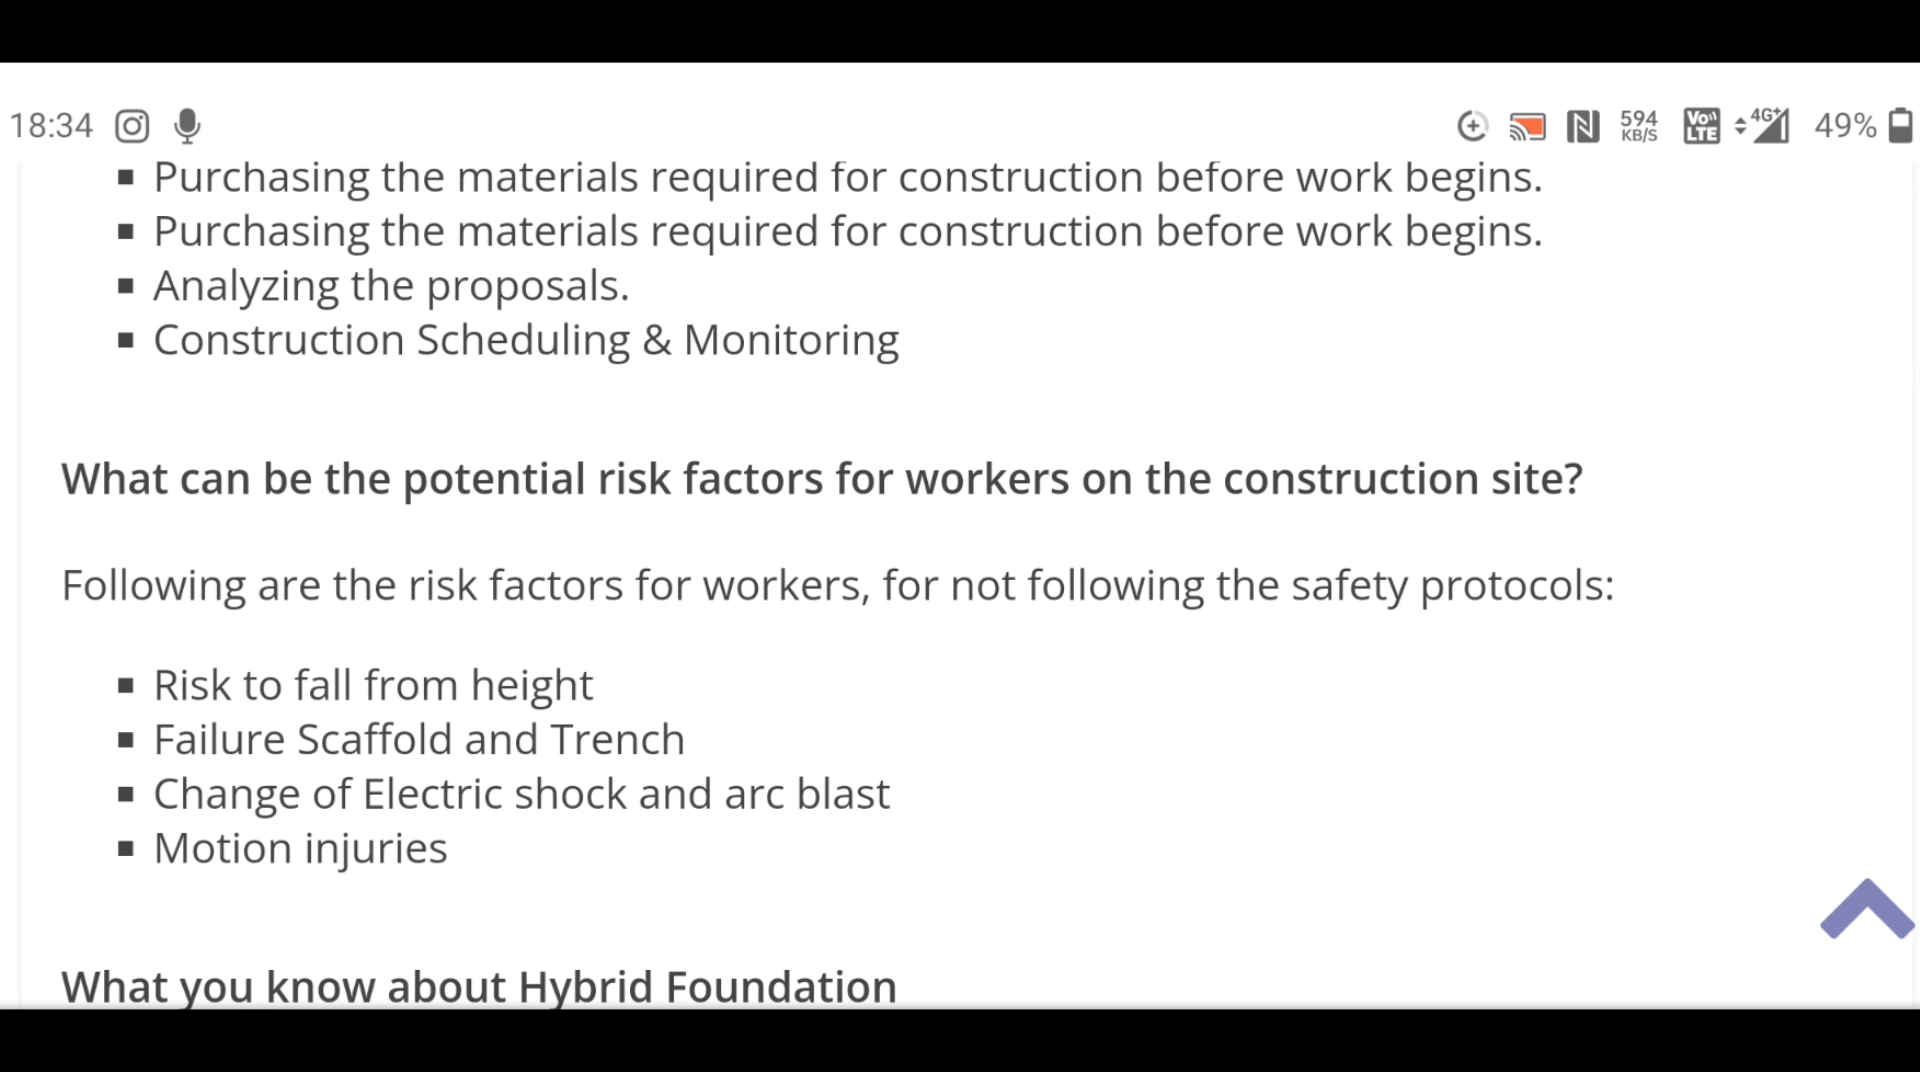 18:34 594 KB/S VoLTE 4G+ 49%
Purchasing the materials required for construction before work begins.
Purchasing the materials required for construction before work begins.
Analyzing the proposals.
Construction Scheduling & Monitoring
What can be the potential risk factors for workers on the construction site?
Following are the risk factors for workers, for not following the safety protocols:
Risk to fall from height
Failure Scaffold and Trench
Change of Electric shock and arc blast
Motion injuries
What you know about Hybrid Foundation